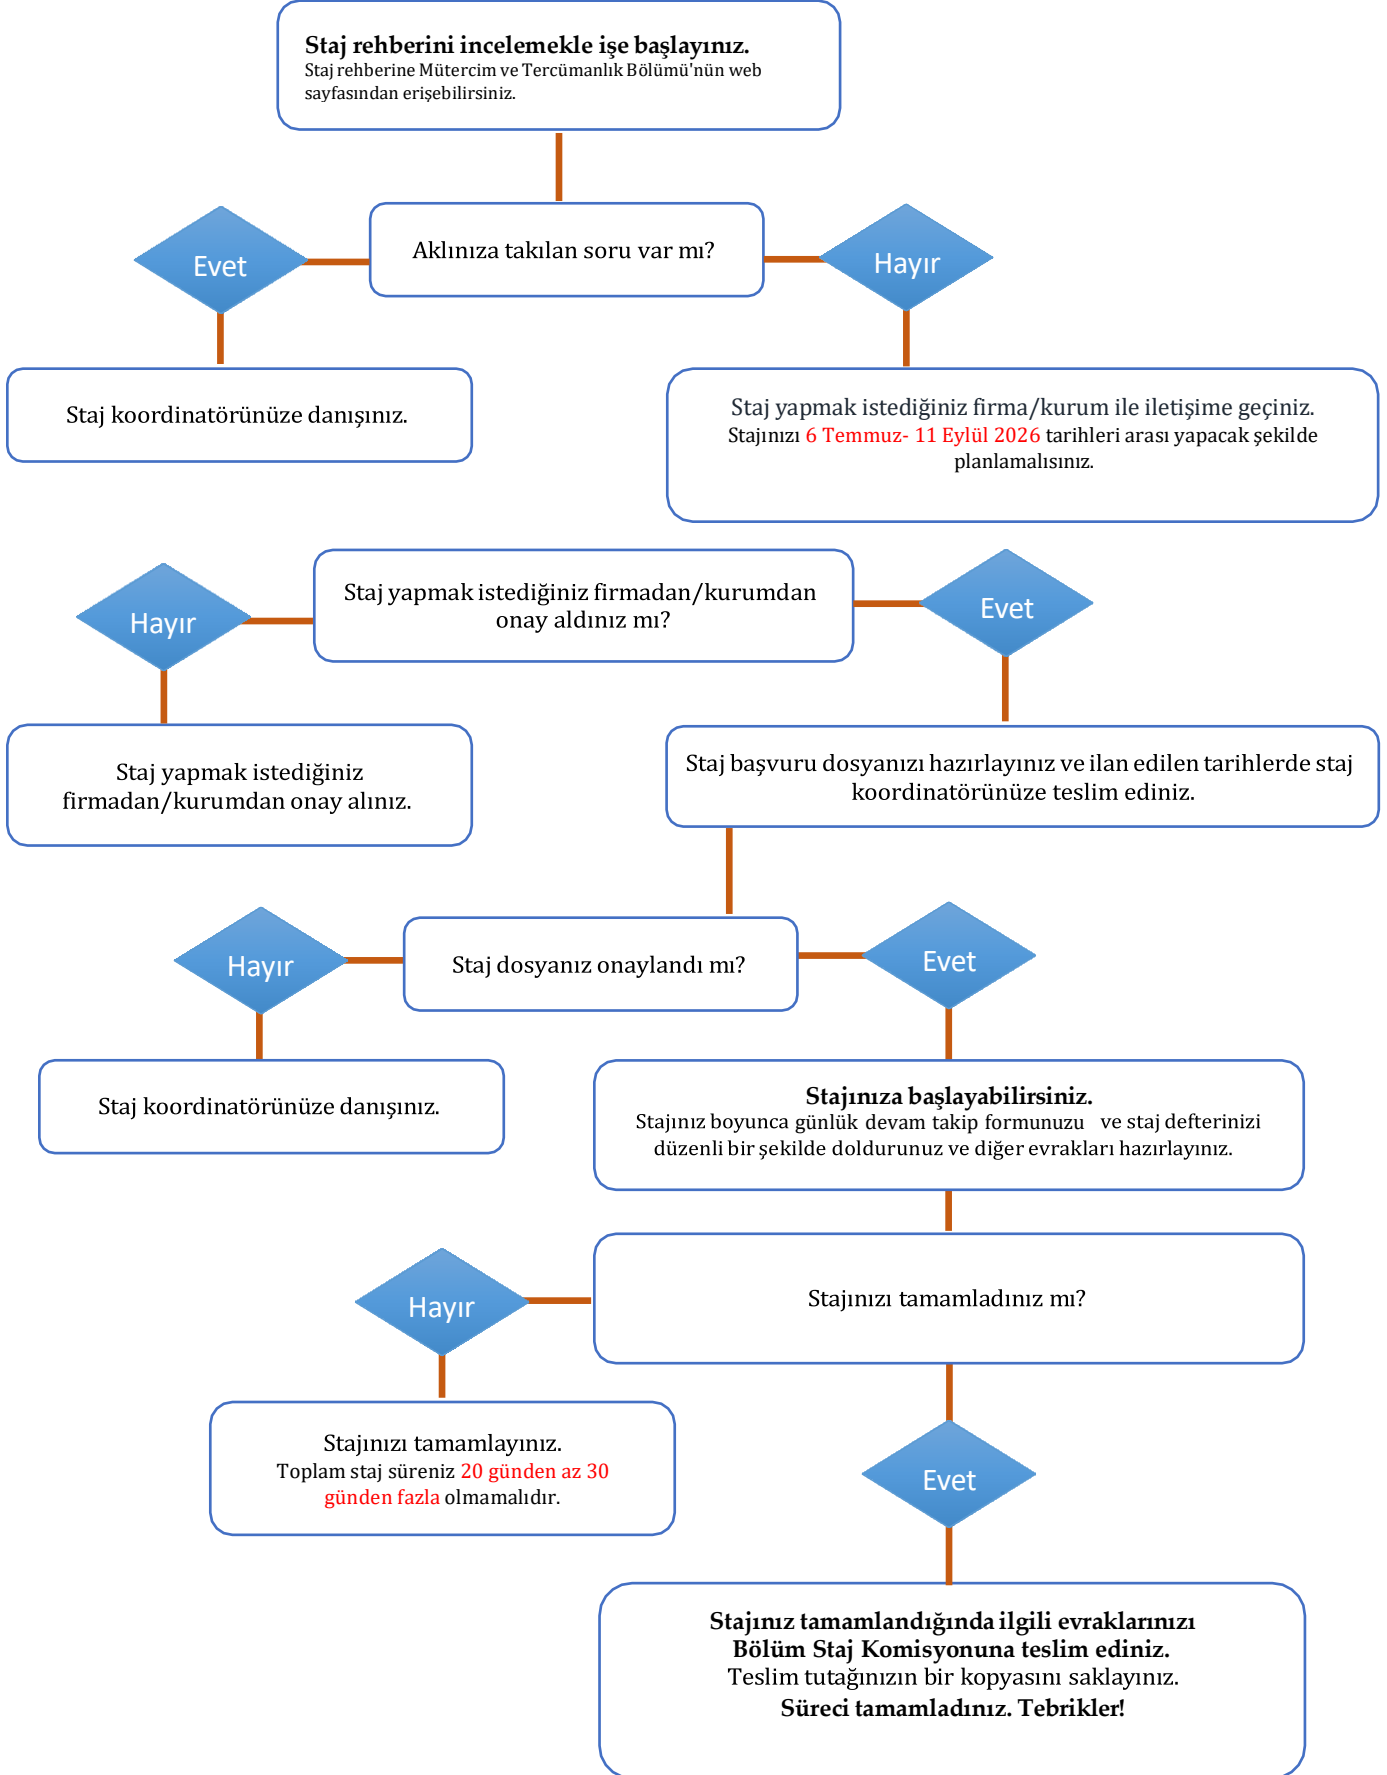 Staj rehberini incelemekle işe başlayınız.
Staj rehberine Mütercim ve Tercümanlık Bölümü'nün web
sayfasından erişebilirsiniz.
Aklınıza takılan soru var mı?
Evet
Hayır
Staj koordinatörünüze danışınız.
Staj yapmak istediğiniz firma/kurum ile iletişime geçiniz.
Stajınızı 6 Temmuz- 11 Eylül 2026 tarihleri arası yapacak şekilde
planlamalısınız.
Staj yapmak istediğiniz firmadan/kurumdan
onay aldınız mı?
Hayır
Evet
Staj yapmak istediğiniz
firmadan/kurumdan onay alınız.
Staj başvuru dosyanızı hazırlayınız ve ilan edilen tarihlerde staj
koordinatörünüze teslim ediniz.
Staj dosyanız onaylandı mı?
Hayır
Evet
Staj koordinatörünüze danışınız.
Stajınıza başlayabilirsiniz.
Stajınız boyunca günlük devam takip formunuzu ve staj defterinizi
düzenli bir şekilde doldurunuz ve diğer evrakları hazırlayınız.
Stajınızı tamamladınız mı?
Hayır
Stajınızı tamamlayınız.
Toplam staj süreniz 20 günden az 30
günden fazla olmamalıdır.
Evet
Stajınız tamamlandığında ilgili evraklarınızı
Bölüm Staj Komisyonuna teslim ediniz.
Teslim tutağınızın bir kopyasını saklayınız.
Süreci tamamladınız. Tebrikler!